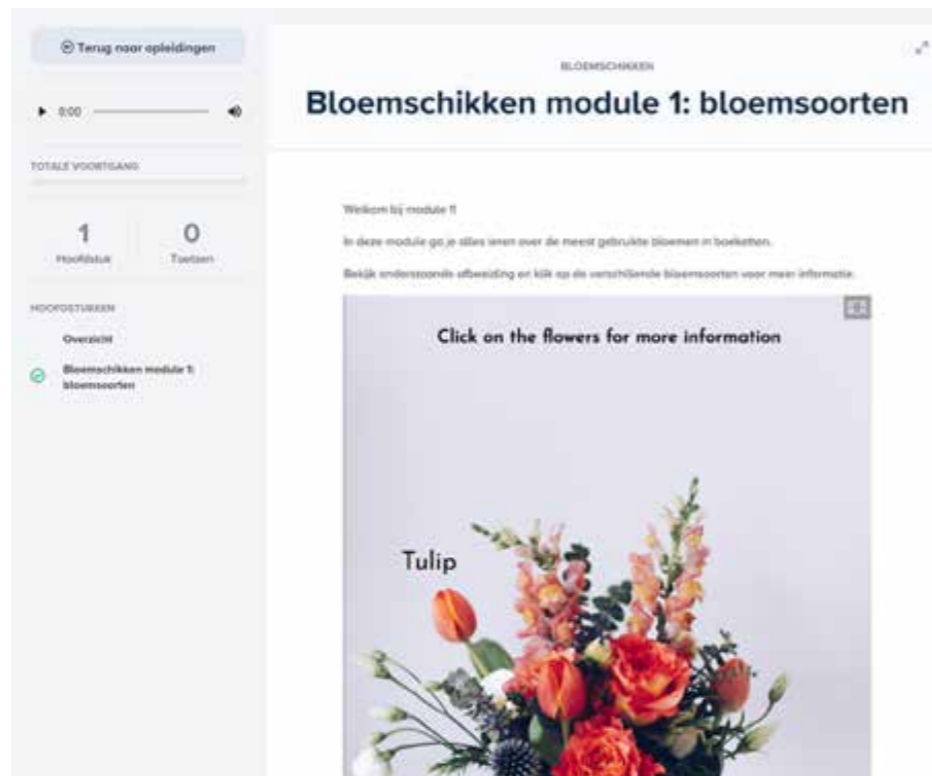 Terug naar opleidingen
0:00
TOTALE VOORTGANG
1
Hoofdstuk
0
Toetsen
HOOFDSTUKKEN
Overzicht
Bloemschikken module 1:
bloemsoorten
BLOEMSCHIKKEN
Bloemschikken module 1: bloemsoorten
Welkom bij module 1!
In deze module ga je alles leren over de meest gebruikte bloemen in boeketten.
Bekijk onderstaande afbeelding en klik op de verschillende bloemsoorten voor meer informatie.
Click on the flowers for more information
Tulip